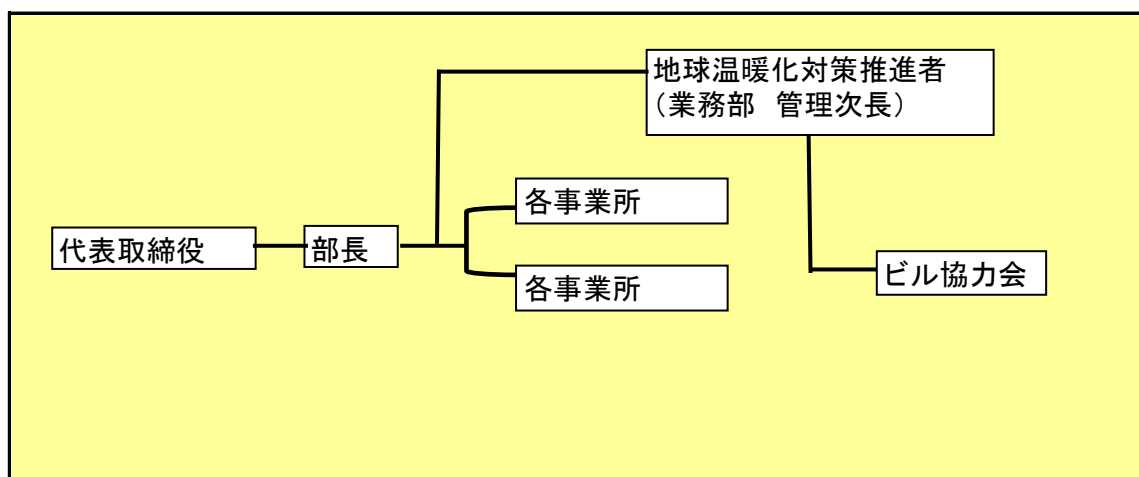 地球温暖化対策推進者
（業務部　管理次長）
各事業所
代表取締役
部長
各事業所
ビル協力会